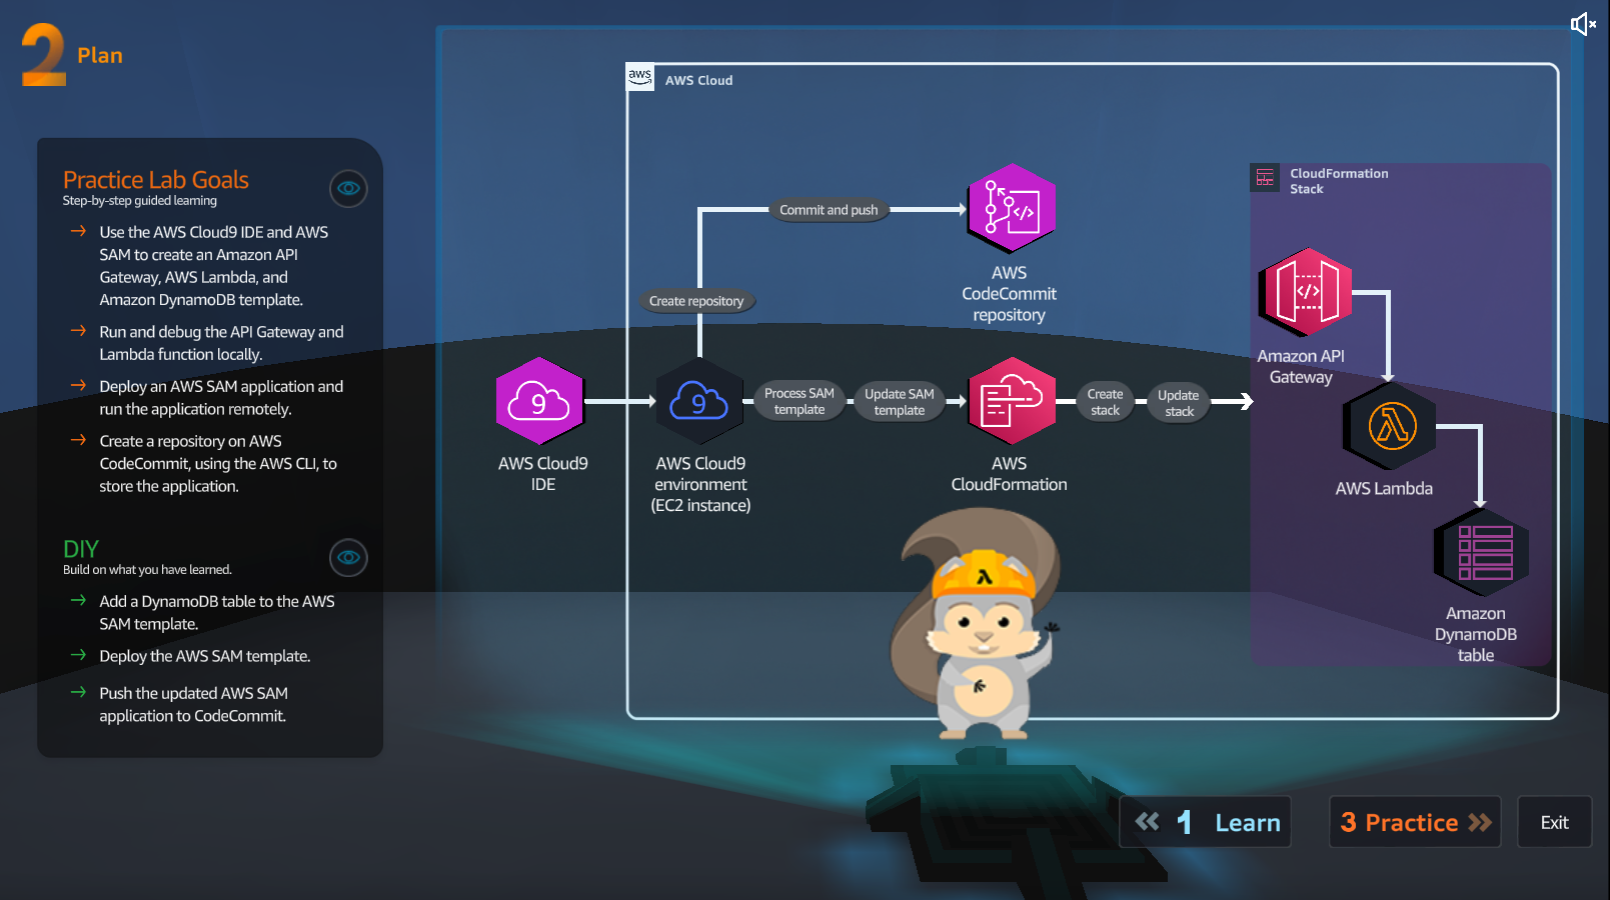 2 Plan
Practice Lab Goals
Step-by-step guided learning
Use the AWS Cloud9 IDE and AWS
SAM to create an Amazon API
Gateway, AWS Lambda, and
Amazon DynamoDB template.
Run and debug the API Gateway and
Lambda function locally.
Deploy an AWS SAM application and
run the application remotely.
Create a repository on AWS
CodeCommit, using the AWS CLI, to
store the application.
DIY
Build on what you have learned.
Add a DynamoDB table to the AWS
SAM template.
Deploy the AWS SAM template.
Push the updated AWS SAM
application to CodeCommit.
aws
AWS Cloud
Commit and push
AWS
CodeCommit
repository
Create repository
9
AWS Cloud9
IDE
9
AWS Cloud9
environment
(EC2 instance)
Process SAM
template
Update SAM
template
AWS
CloudFormation
Create
stack
Update
stack
CloudFormation
Stack
Amazon API
Gateway
AWS Lambda
Amazon
DynamoDB
table
1 Learn
3 Practice
Exit